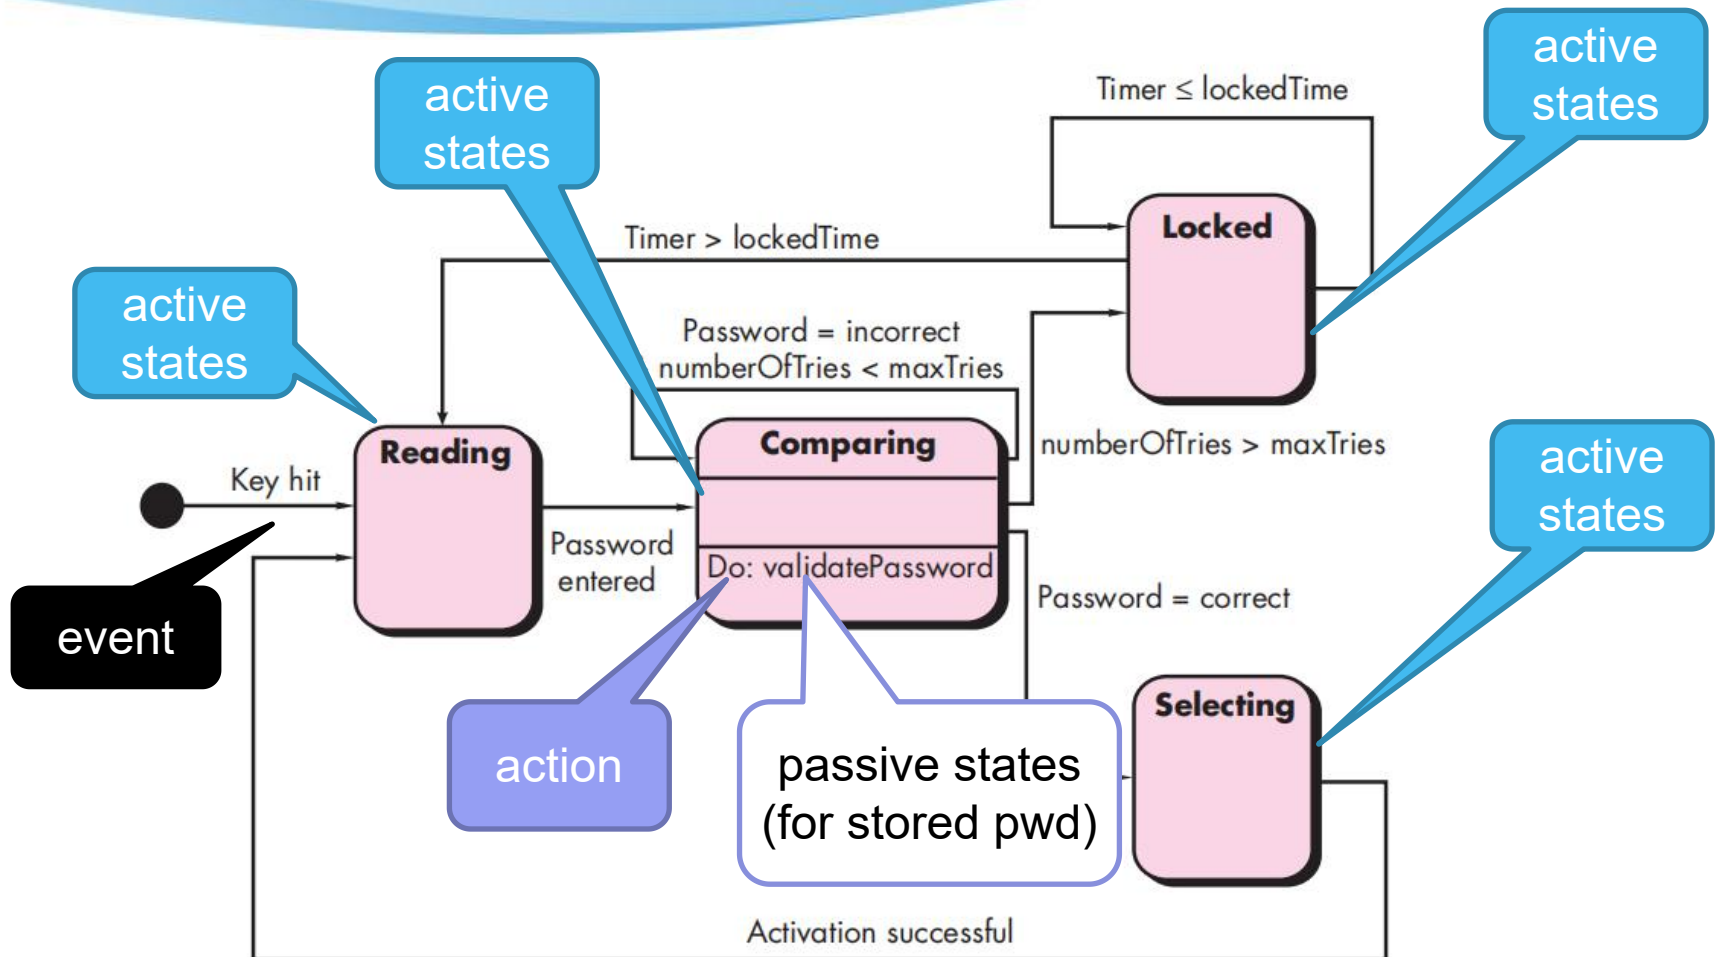 active
states
active
states
Timer ≤ lockedTime
Locked
Timer > lockedTime
active
states
Password = incorrect
numberOfTries < maxTries
Reading
Comparing
numberOfTries > maxTries
active
states
Key hit
Password
entered
Do: validatePassword
Password = correct
event
Selecting
action
passive states
(for stored pwd)
Activation successful